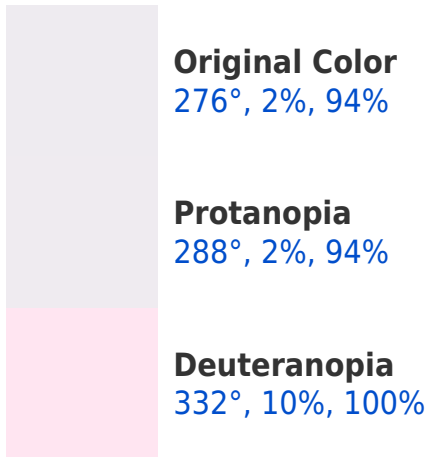 Original Color
276°, 2%, 94%
Protanopia
288°, 2%, 94%
Deuteranopia
332°, 10%, 100%